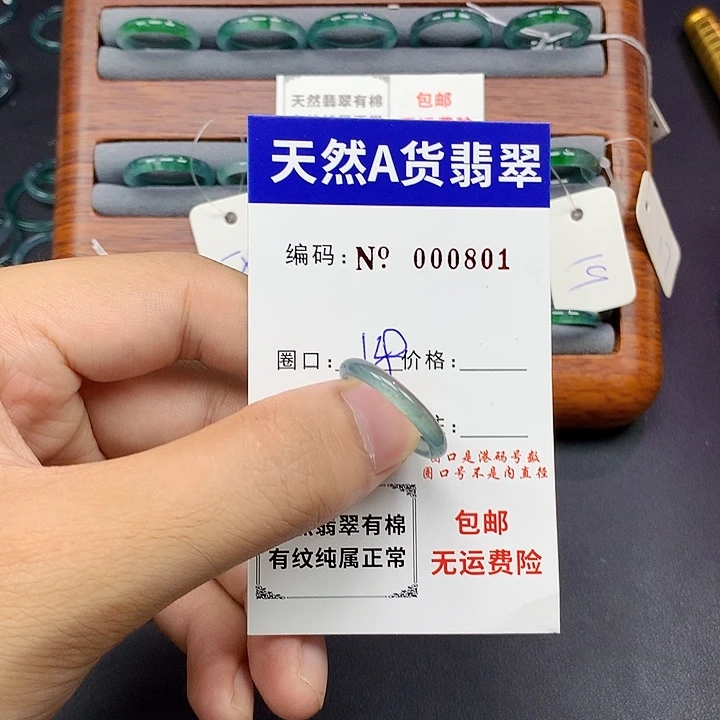 天然翡翠有棉
包邮
天然A货翡翠
编码: Nº 000801
圈口: 价格:
圈口是港码号数
圈口号不是内直径
翡翠有棉
有纹纯属正常
包邮
无运费险
15